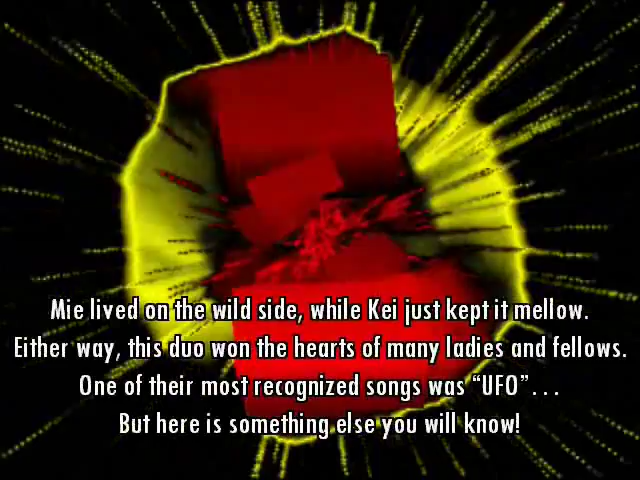 Mie lived on the wild side, while Kei just kept it mellow.
Either way, this duo won the hearts of many ladies and fellows.
One of their most recognized songs was “UFO”...
But here is something else you will know!